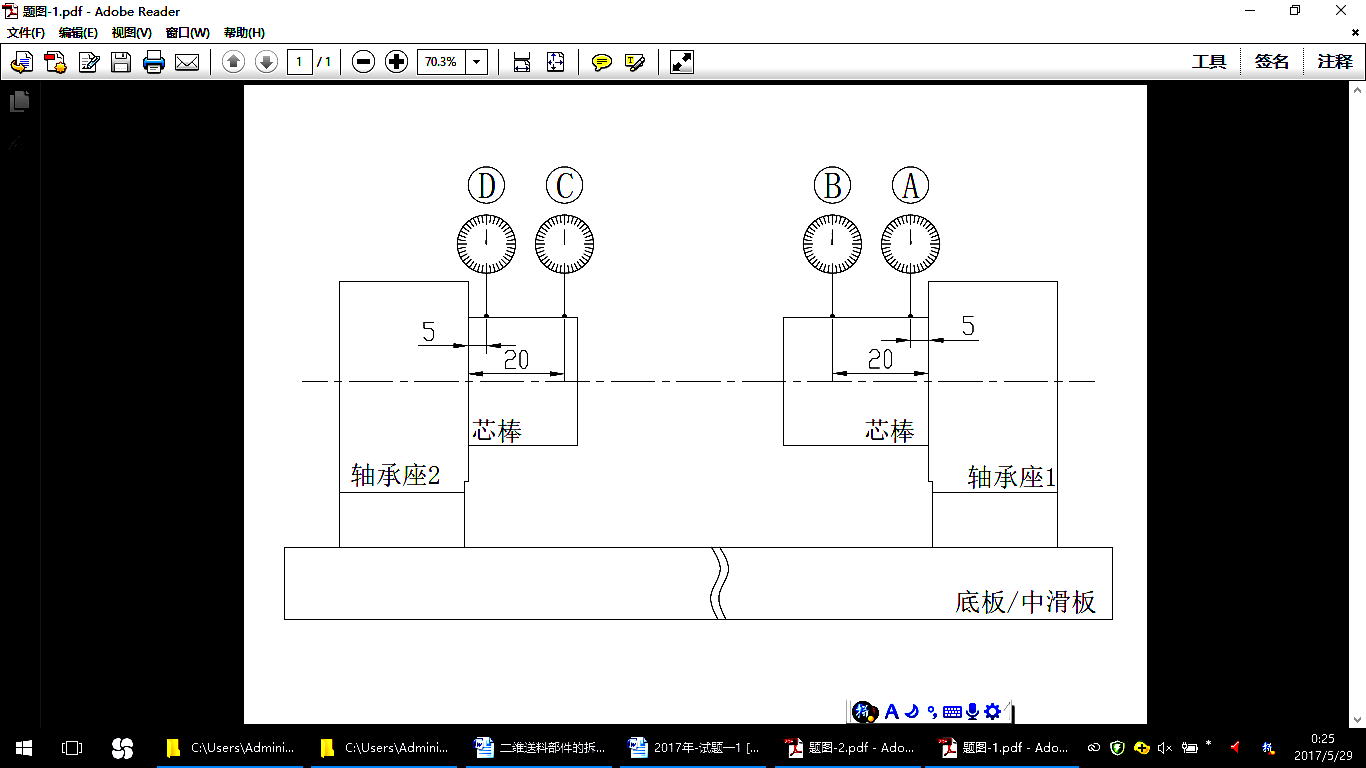 题图-1.pdf - Adobe Reader
文件(F) 编辑(E) 视图(V) 窗口(W) 帮助(H)
1 / 1 70.3% 工具 签名 注释
D C B A
5 5
20 20
芯棒 芯棒
轴承座2 轴承座1
底板/中滑板
C:\Users\Admini... C:\Users\Admini... 二维送料部件的拆... 2017年-试题一1 [... 题图-2.pdf - Ado... 题图-1.pdf - Ado...
0:25
2017/5/29